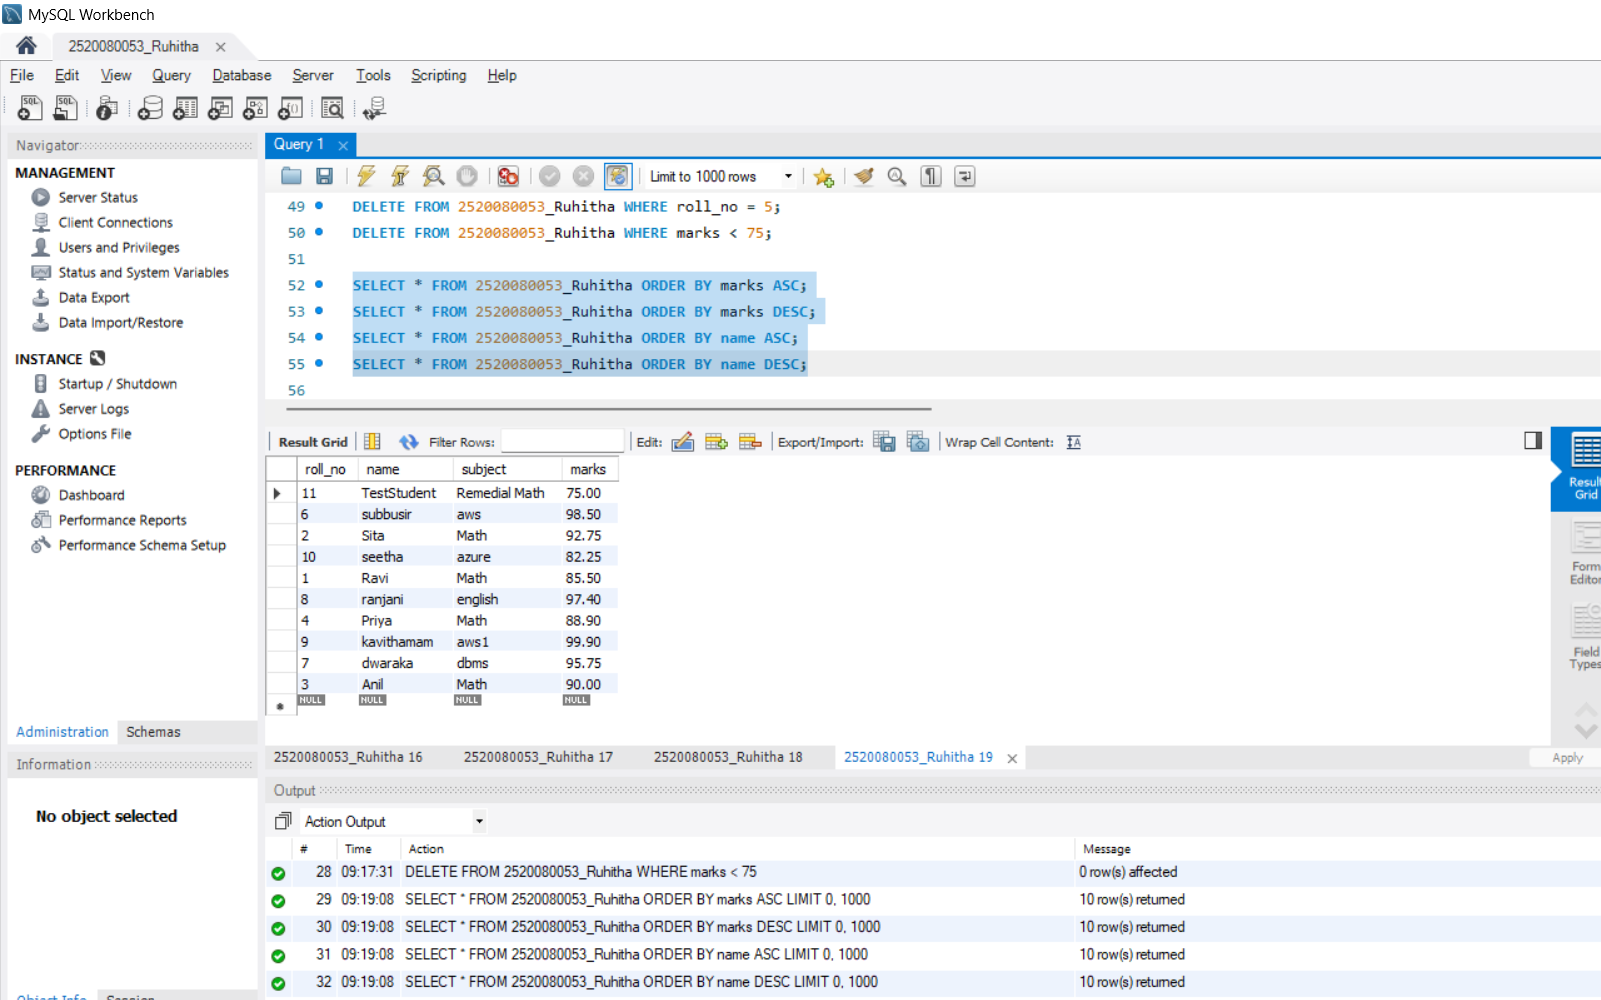 MySQL Workbench
2520080053_Ruhitha
File Edit View Query Database Server Tools Scripting Help
Navigator
MANAGEMENT
Server Status
Client Connections
Users and Privileges
Status and System Variables
Data Export
Data Import/Restore
INSTANCE
Startup / Shutdown
Server Logs
Options File
PERFORMANCE
Dashboard
Performance Reports
Performance Schema Setup
Administration Schemas
Information
No object selected
Object Info Session
Query 1
Limit to 1000 rows
49 DELETE FROM 2520080053_Ruhitha WHERE roll_no = 5;
50 DELETE FROM 2520080053_Ruhitha WHERE marks < 75;
51
52 SELECT * FROM 2520080053_Ruhitha ORDER BY marks ASC;
53 SELECT * FROM 2520080053_Ruhitha ORDER BY marks DESC;
54 SELECT * FROM 2520080053_Ruhitha ORDER BY name ASC;
55 SELECT * FROM 2520080053_Ruhitha ORDER BY name DESC;
56
Result Grid Filter Rows: Edit: Export/Import: Wrap Cell Content:
roll_no name subject marks
11 TestStudent Remedial Math 75.00
6 subbusir aws 98.50
2 Sita Math 92.75
10 seetha azure 82.25
1 Ravi Math 85.50
8 ranjani english 97.40
4 Priya Math 88.90
9 kavithamam aws1 99.90
7 dwaraka dbms 95.75
3 Anil Math 90.00
NULL NULL NULL NULL
Result
Grid
Form
Editor
Field
Types
2520080053_Ruhitha 16 2520080053_Ruhitha 17 2520080053_Ruhitha 18 2520080053_Ruhitha 19 Apply
Output
Action Output
# Time Action Message
28 09:17:31 DELETE FROM 2520080053_Ruhitha WHERE marks < 75 0 row(s) affected
29 09:19:08 SELECT * FROM 2520080053_Ruhitha ORDER BY marks ASC LIMIT 0, 1000 10 row(s) returned
30 09:19:08 SELECT * FROM 2520080053_Ruhitha ORDER BY marks DESC LIMIT 0, 1000 10 row(s) returned
31 09:19:08 SELECT * FROM 2520080053_Ruhitha ORDER BY name ASC LIMIT 0, 1000 10 row(s) returned
32 09:19:08 SELECT * FROM 2520080053_Ruhitha ORDER BY name DESC LIMIT 0, 1000 10 row(s) returned